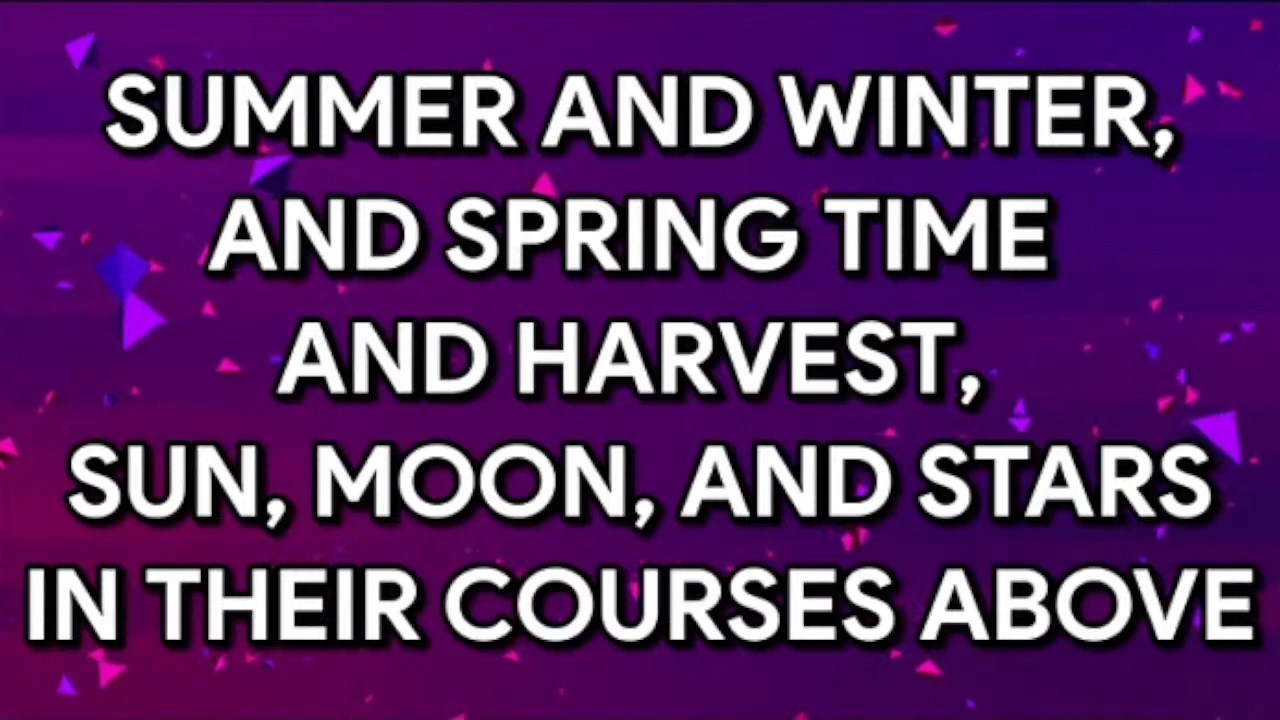 SUMMER AND WINTER,
AND SPRING TIME
AND HARVEST,
SUN, MOON, AND STARS
IN THEIR COURSES ABOVE